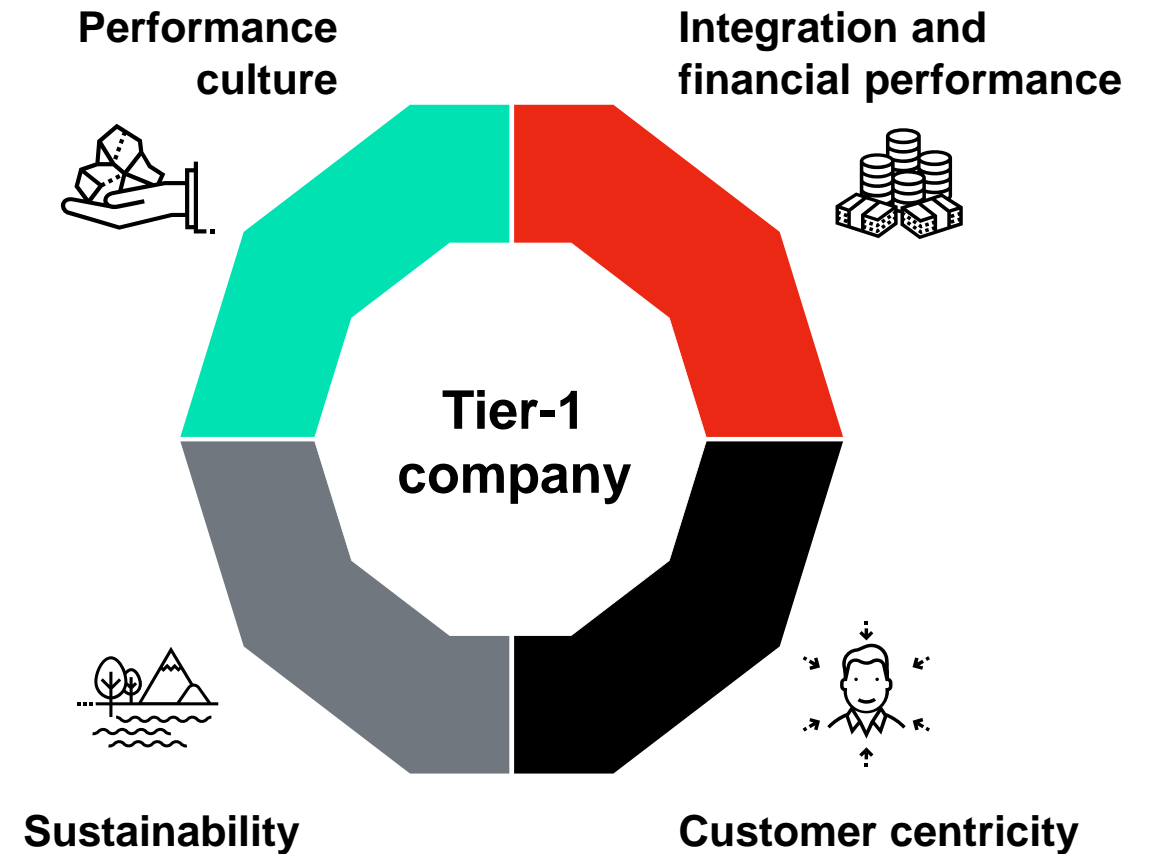 Performance
culture
Integration and
financial performance
Tier-1
company
Sustainability
Customer centricity